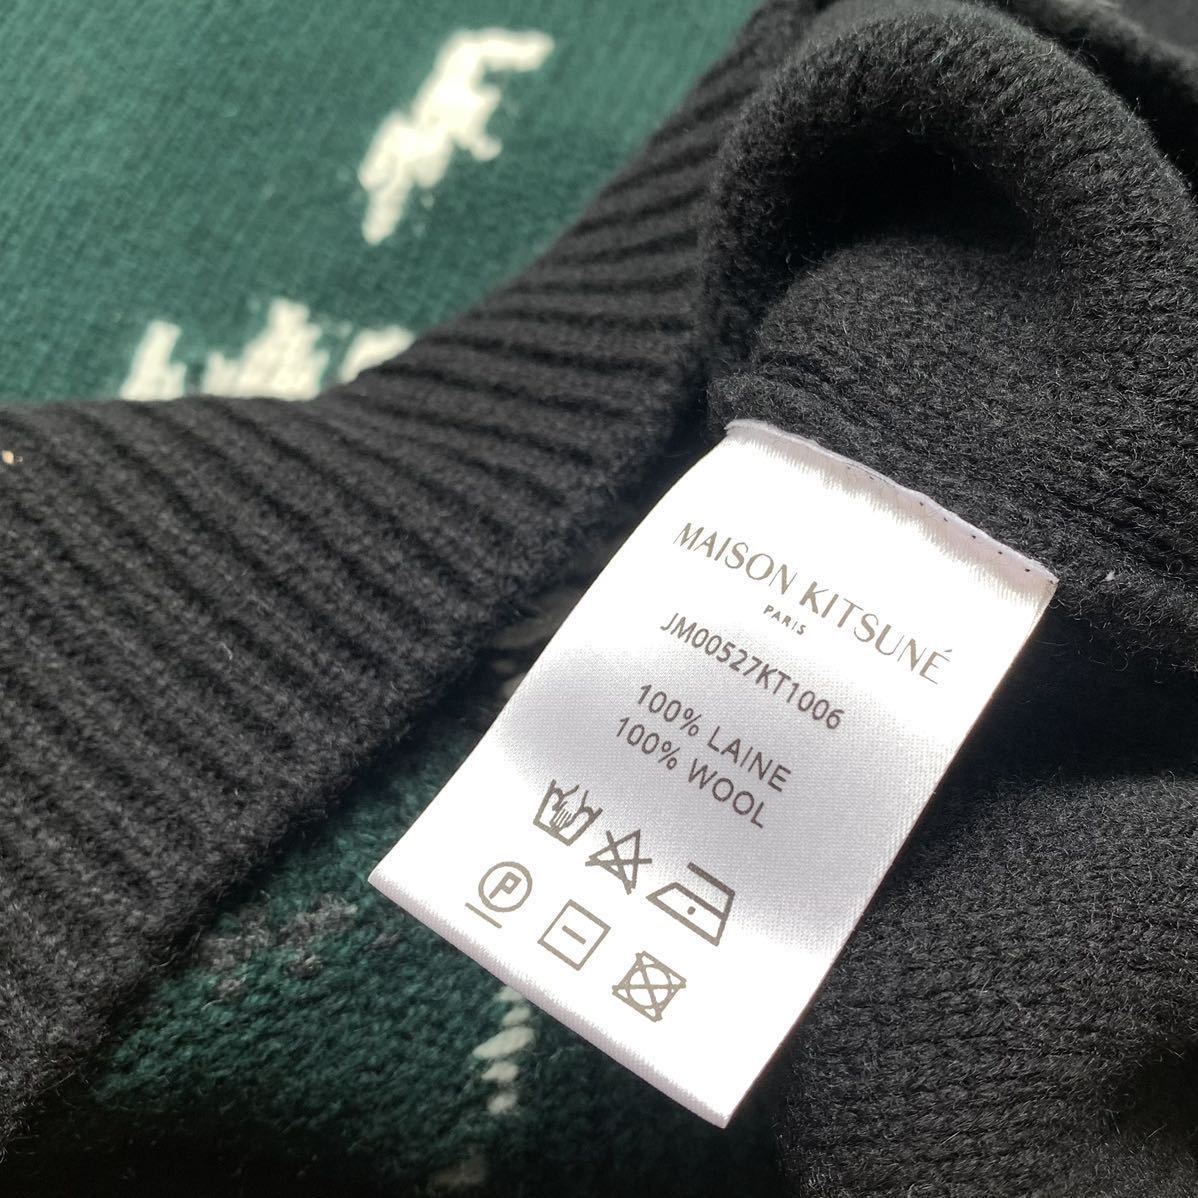 MAISON KITSUNÉ
PARIS
JM00527KT1006
100% LAINE
100% WOOL
P